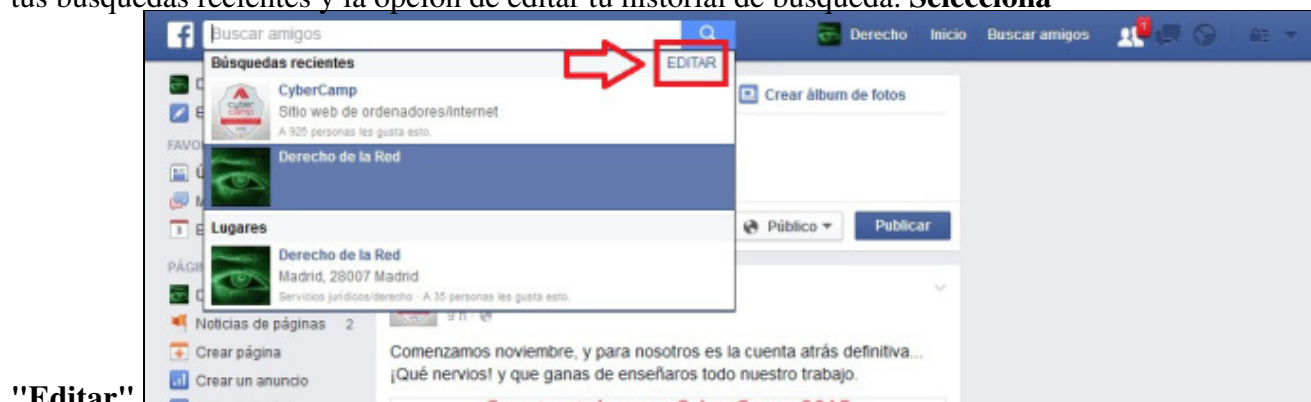 tus búsquedas recientes y la opción de editar tu historial de búsqueda. Selecciona
Buscar amigos
Derecho Inicio Buscar amigos 1
Búsquedas recientes EDITAR
CyberCamp
Sitio web de ordenadores/internet
A 926 personas les gusta esto.
Crear álbum de fotos
Derecho de la Red
Lugares
Público Publicar
Derecho de la Red
Madrid, 28007 Madrid
Servicios jurídicos/derecho · A 35 personas les gusta esto.
Noticias de páginas 2
9 h ·
Crear página
Comenzamos noviembre, y para nosotros es la cuenta atrás definitiva...
¡Qué nervios! y que ganas de enseñaros todo nuestro trabajo.
Crear un anuncio
"Editar"